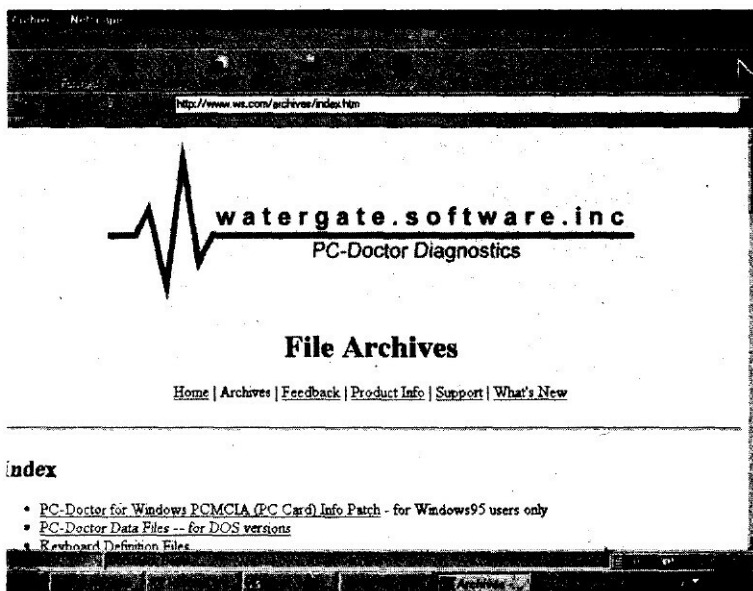 Archives Netscape
http://www.ws.com/archives/index.htm
watergate.software.inc
PC-Doctor Diagnostics
File Archives
Home | Archives | Feedback | Product Info | Support | What's New
index
• PC-Doctor for Windows PCMCIA (PC Card) Info Patch - for Windows95 users only
• PC-Doctor Data Files -- for DOS versions
• Keyboard Definition Files